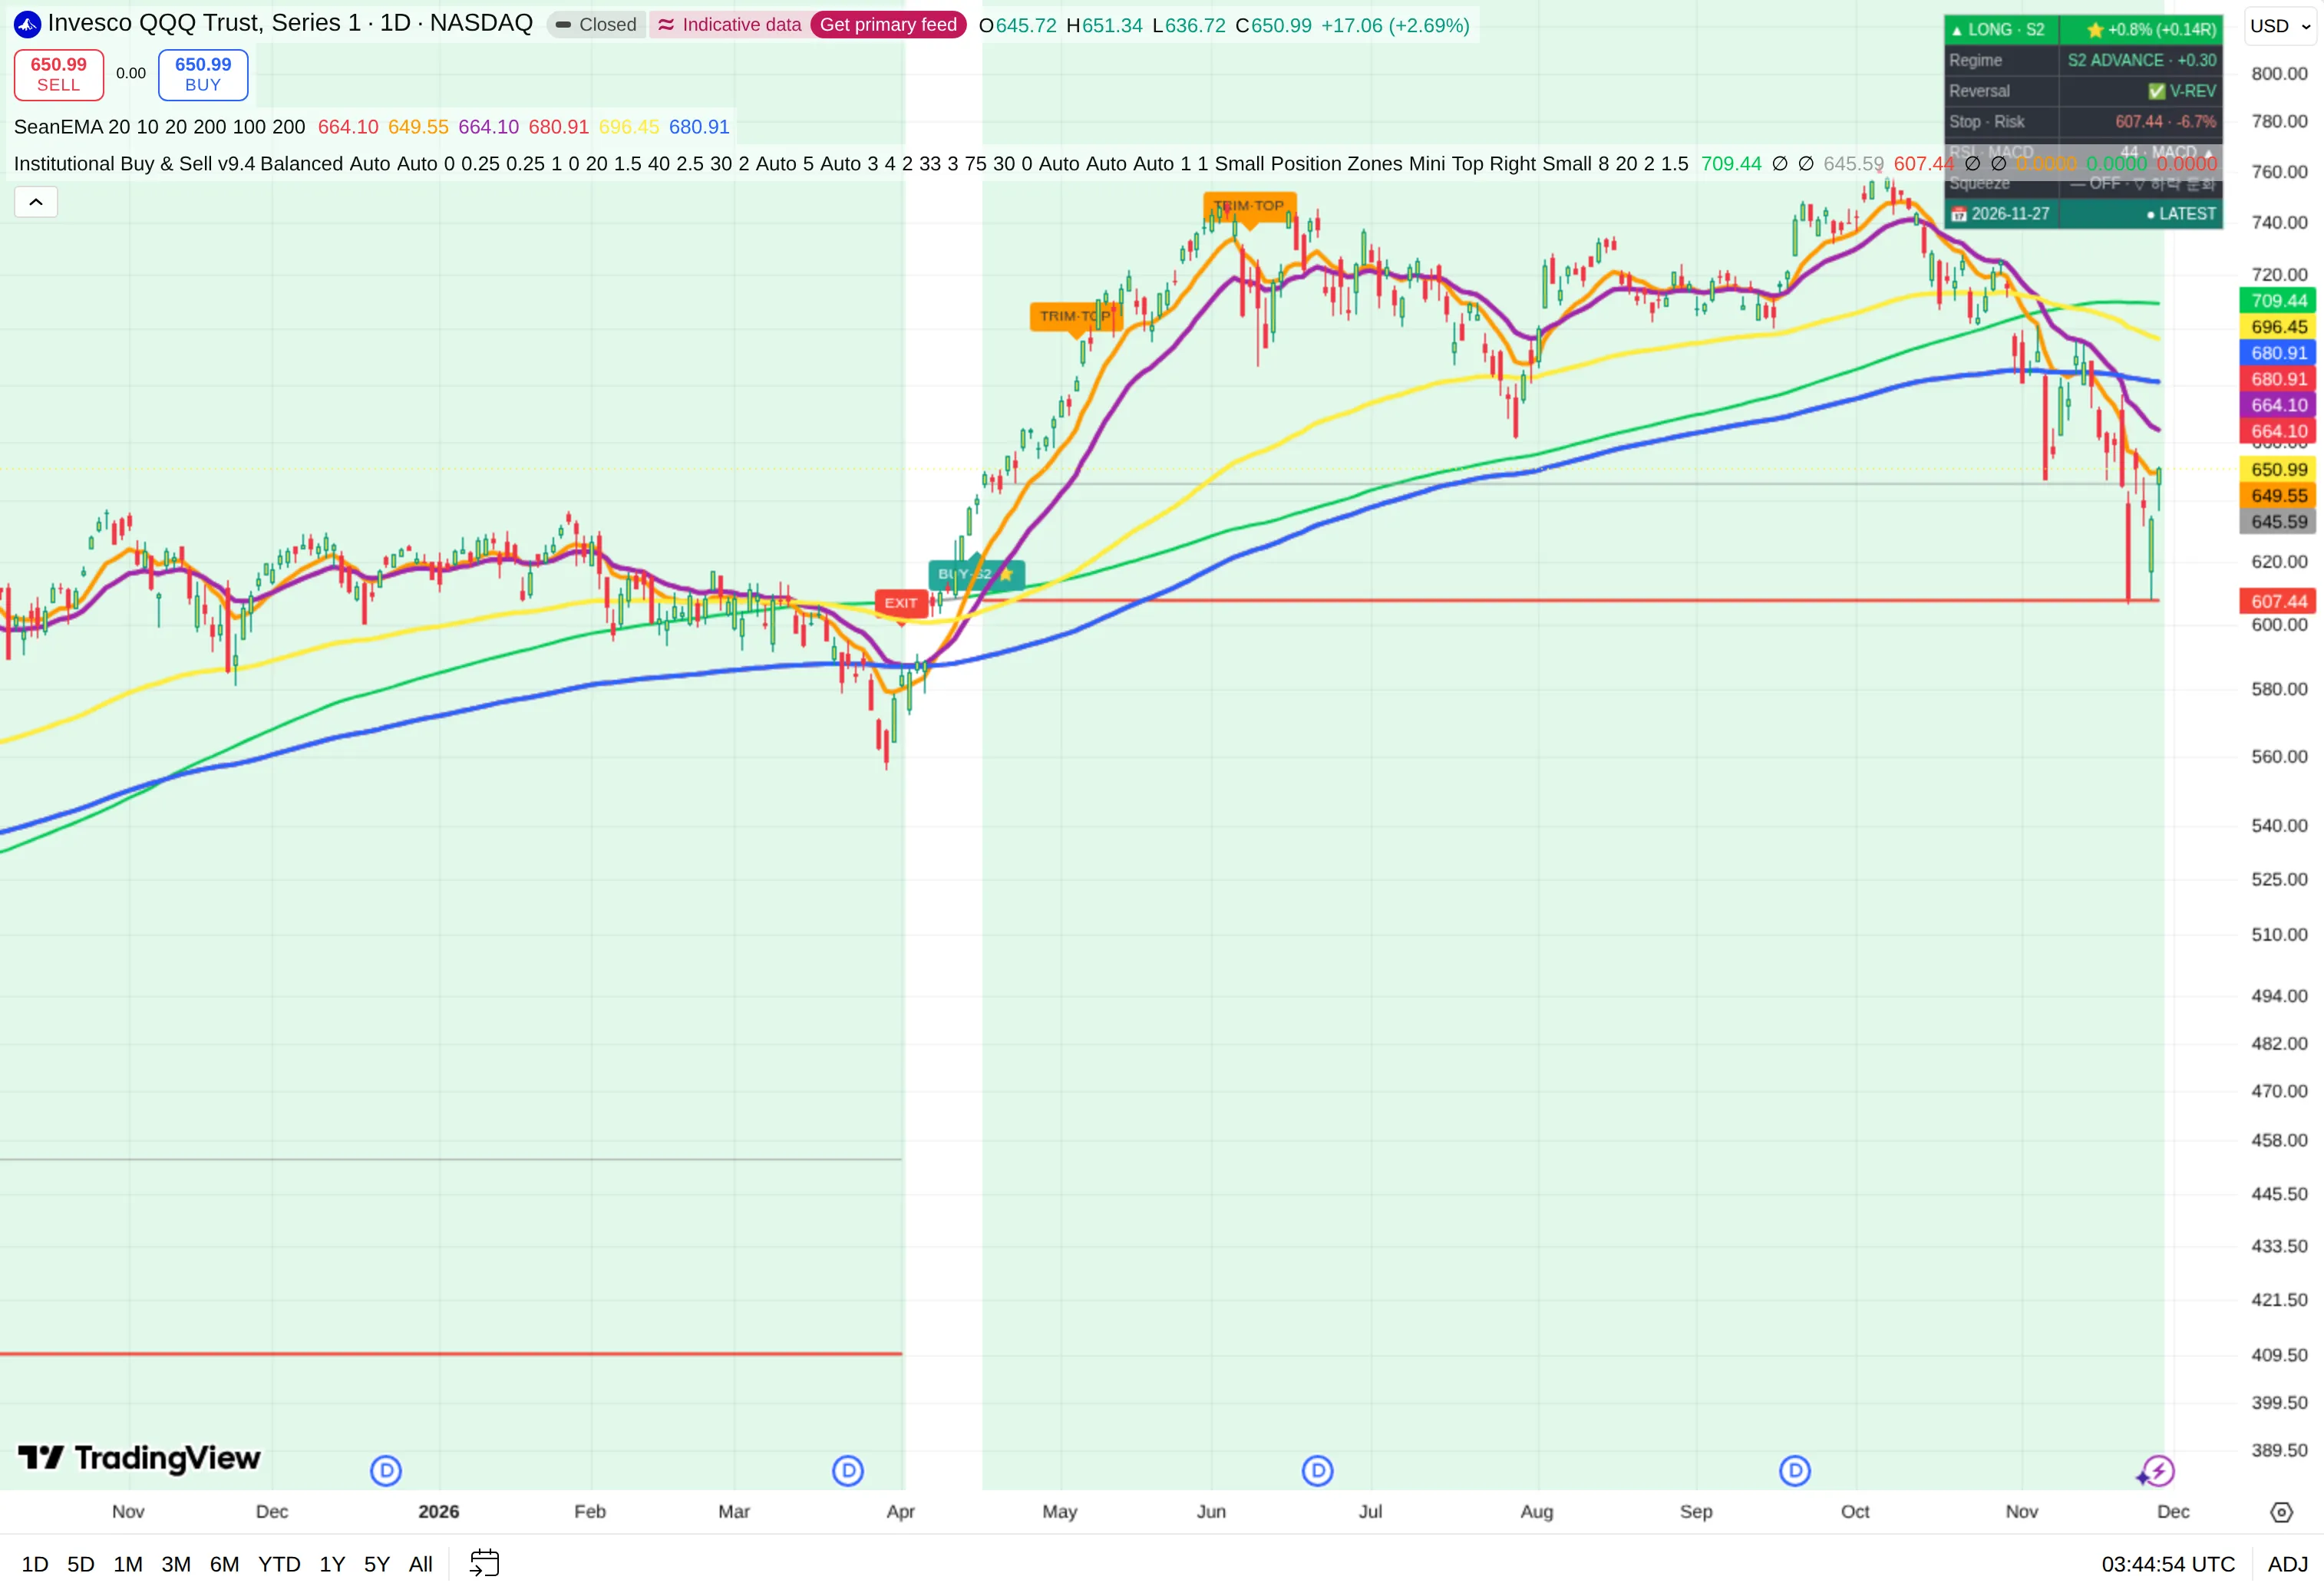 Invesco QQQ Trust, Series 1 · 1D · NASDAQ Closed Indicative data Get primary feed O645.72 H651.34 L636.72 C650.99 +17.06 (+2.69%)
650.99 SELL 0.00 650.99 BUY
SeanEMA 20 10 20 200 100 200 664.10 649.55 664.10 680.91 696.45 680.91
Institutional Buy & Sell v9.4 Balanced Auto Auto 0 0.25 0.25 1 0 20 1.5 40 2.5 30 2 Auto 5 Auto 3 4 2 33 3 75 30 0 Auto Auto Auto 1 1 Small Position Zones Mini Top Right Small 8 20 2 1.5 709.44 ∅ ∅ 645.59 607.44 ∅ ∅ 0.0000 0.0000 0.0000
▲ LONG · S2 ⭐ +0.8% (+0.14R)
Regime S2 ADVANCE · +0.30
Reversal ✅ V-REV
Stop · Risk 607.44 · -6.7%
RSI · MACD 44 · MACD ▲
Squeeze — OFF · ▽ 하락 둔화
📅 2026-11-27 ● LATEST
USD
800.00
780.00
760.00
740.00
720.00
709.44
696.45
680.91
680.91
664.10
664.10
650.99
649.55
645.59
620.00
607.44
600.00
580.00
560.00
540.00
525.00
510.00
494.00
482.00
470.00
458.00
445.50
433.50
421.50
409.50
399.50
389.50
TRIM·TOP
TRIM·TOP
BUY·S2 ⭐
EXIT
TradingView
D D D D
Nov Dec 2026 Feb Mar Apr May Jun Jul Aug Sep Oct Nov Dec
1D 5D 1M 3M 6M YTD 1Y 5Y All 03:44:54 UTC ADJ